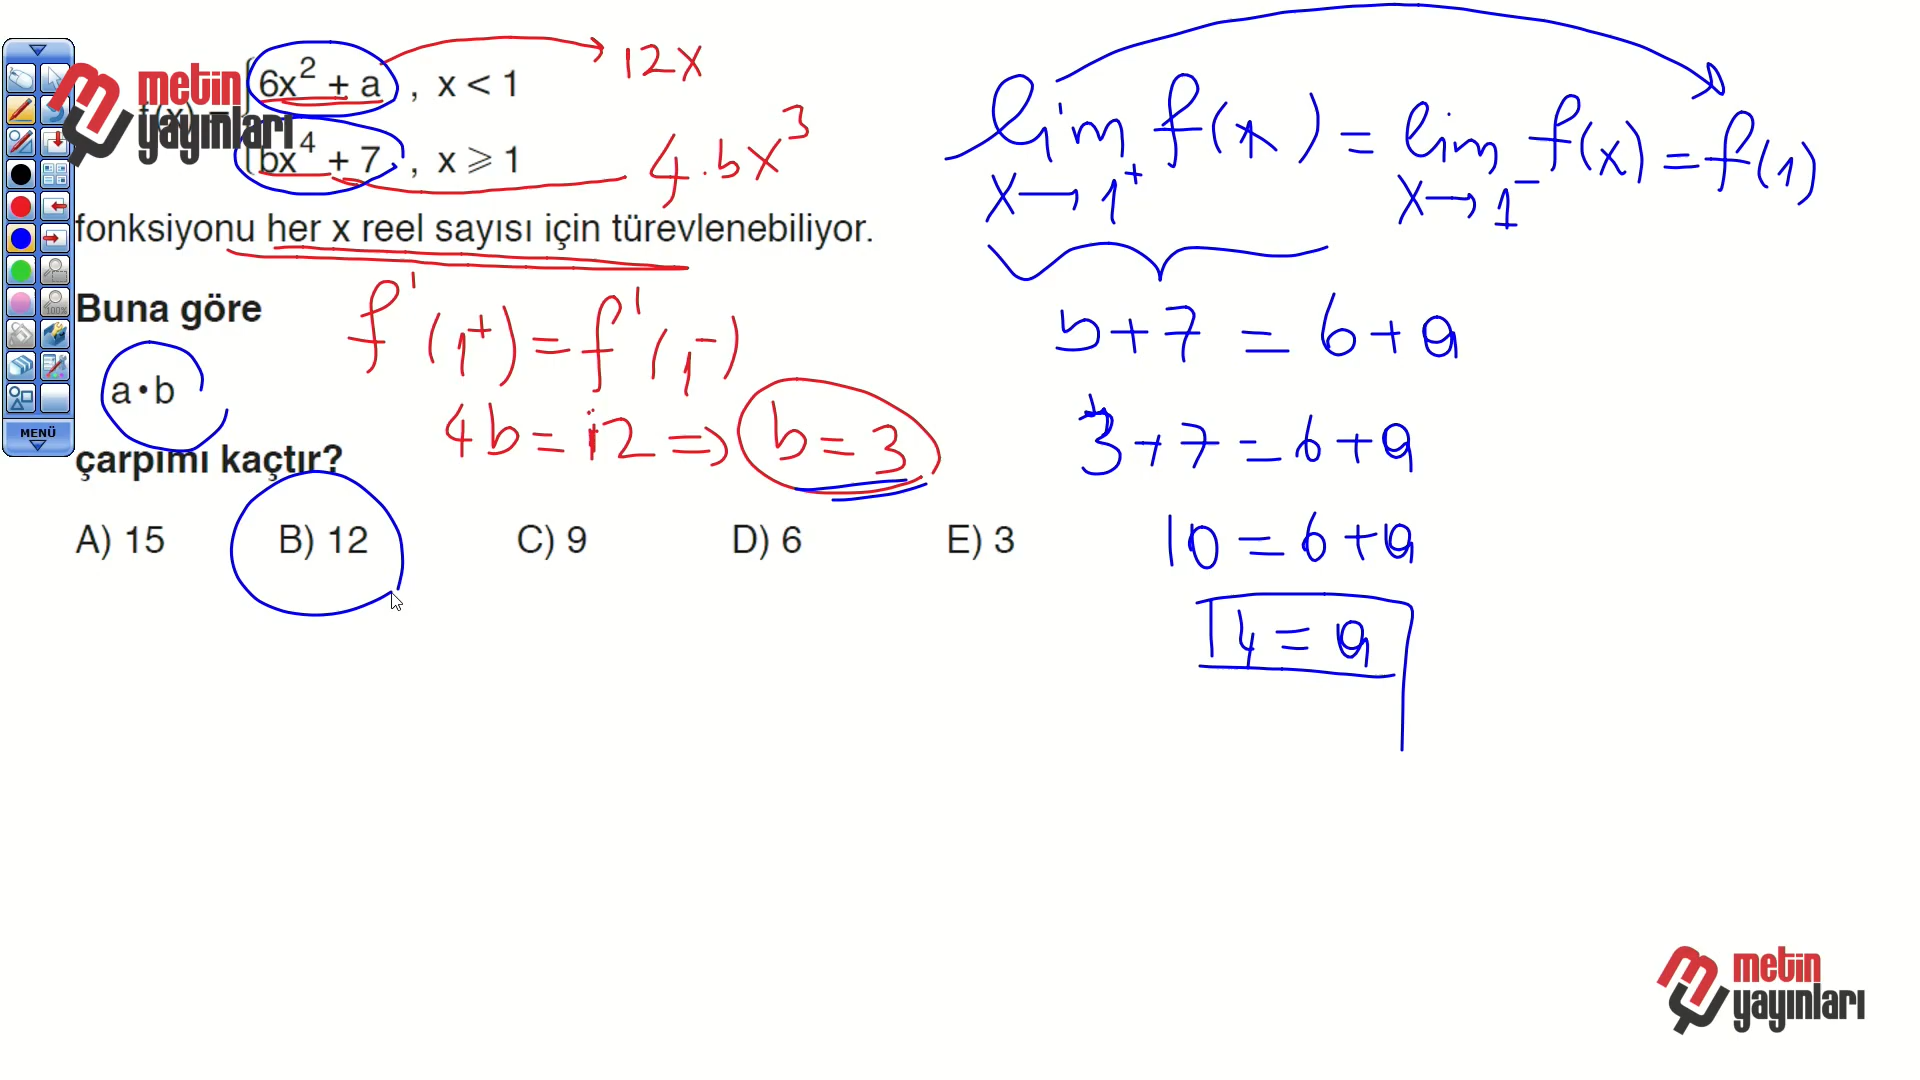 metin
yayınları
f(x) = { 6x² + a , x < 1
bx⁴ + 7 , x ⩾ 1
12x
4.bx³
fonksiyonu her x reel sayısı için türevlenebiliyor.
Buna göre
a • b
çarpımı kaçtır?
A) 15 B) 12 C) 9 D) 6 E) 3
f'(1⁺) = f'(1⁻)
4b = 12 => b = 3
lim f(x) = lim f(x) = f(1)
x→1⁺ x→1⁻
b+7 = 6+a
3+7 = 6+a
10 = 6+a
4 = a
MENÜ
metin
yayınları